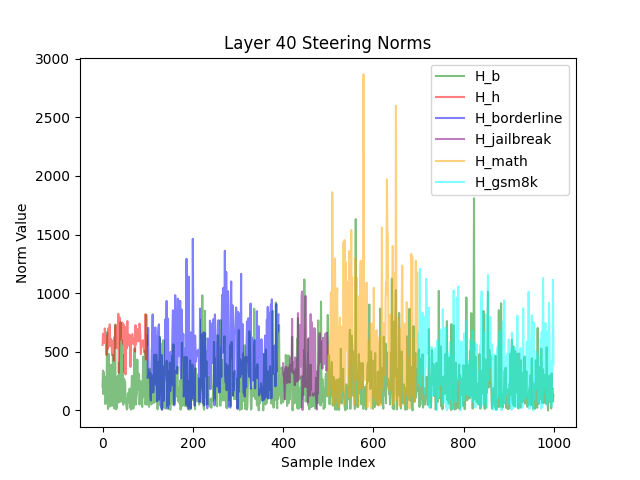 Layer 40 Steering Norms
3000
2500
2000
1500
1000
500
0
Norm Value
H_b
H_h
H_borderline
H_jailbreak
H_math
H_gsm8k
0
200
400
600
800
1000
Sample Index